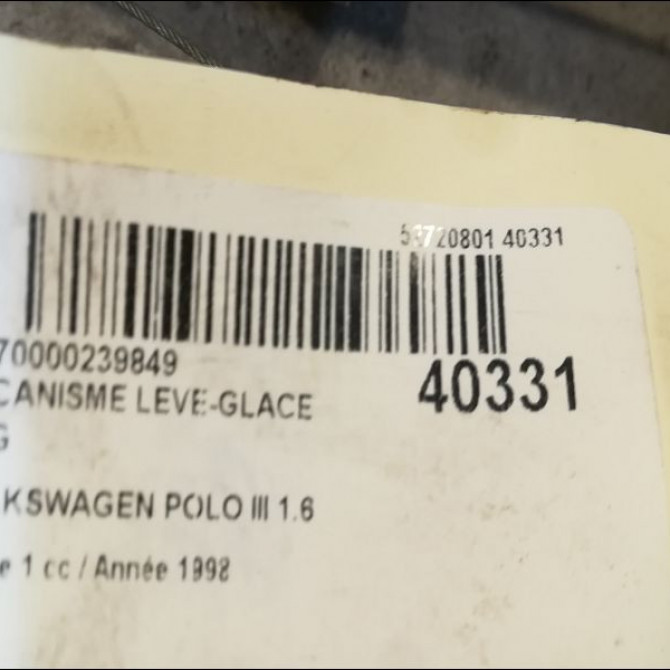 20801 40331
70000239849
40331
CANISME LEVE-GLACE
G
KSWAGEN POLO III 1.6
e 1 cc / Année 1998